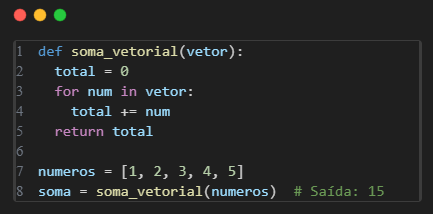 1 def soma_vetorial(vetor):
2   total = 0
3   for num in vetor:
4     total += num
5   return total
6
7 numeros = [1, 2, 3, 4, 5]
8 soma = soma_vetorial(numeros)  # Saída: 15